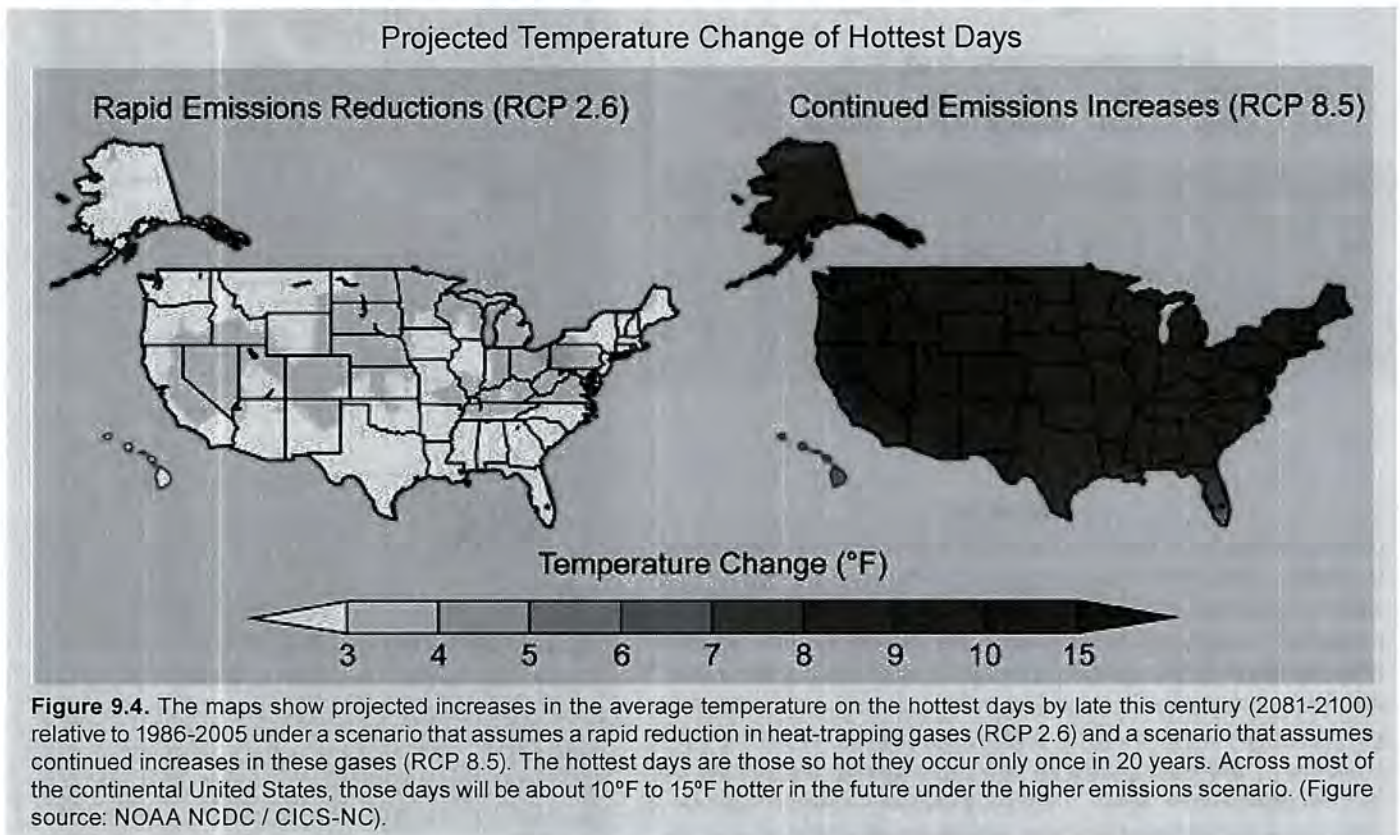 Projected Temperature Change of Hottest Days
Rapid Emissions Reductions (RCP 2.6)
Continued Emissions Increases (RCP 8.5)
Temperature Change (°F)
3 4 5 6 7 8 9 10 15
Figure 9.4. The maps show projected increases in the average temperature on the hottest days by late this century (2081-2100)
relative to 1986-2005 under a scenario that assumes a rapid reduction in heat-trapping gases (RCP 2.6) and a scenario that assumes
continued increases in these gases (RCP 8.5). The hottest days are those so hot they occur only once in 20 years. Across most of
the continental United States, those days will be about 10ºF to 15ºF hotter in the future under the higher emissions scenario. (Figure
source: NOAA NCDC / CICS-NC).